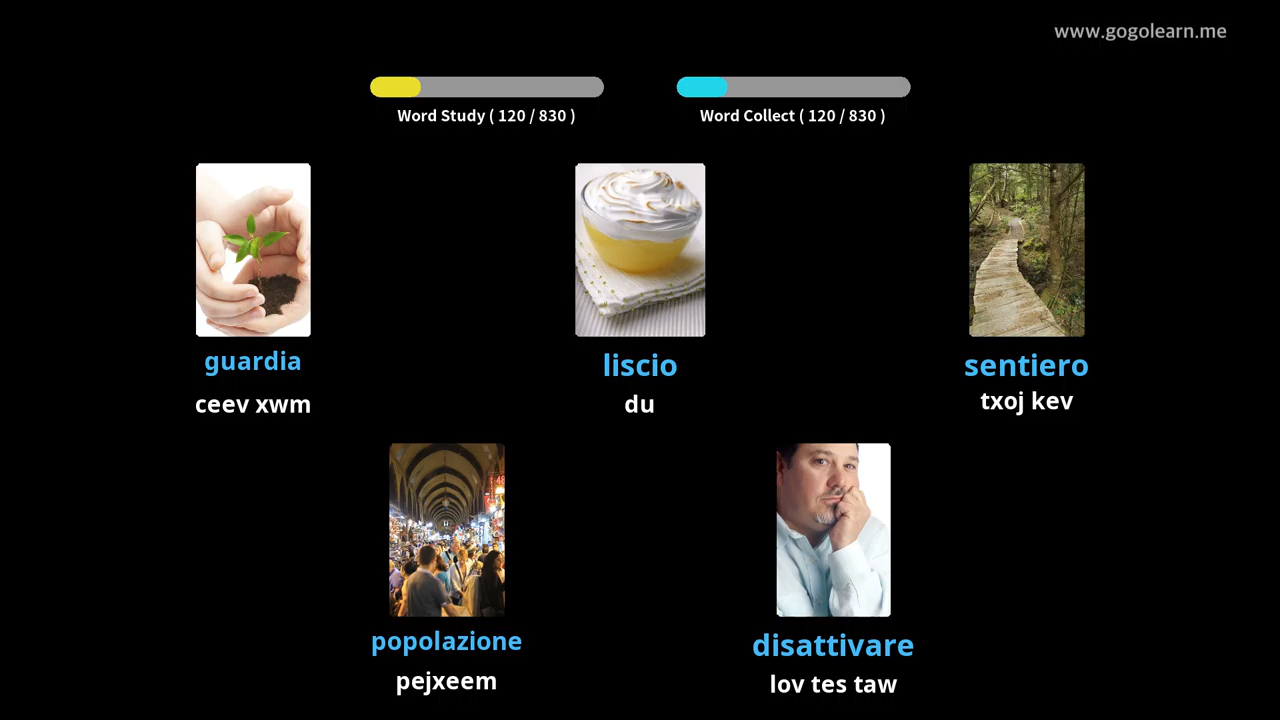 www.gogolearn.me
Word Study ( 120 / 830 )
Word Collect ( 120 / 830 )
guardia
ceev xwm
liscio
du
sentiero
txoj kev
popolazione
pejxeem
disattivare
lov tes taw